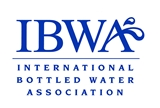 IBWA
INTERNATIONAL
BOTTLED WATER
ASSOCIATION